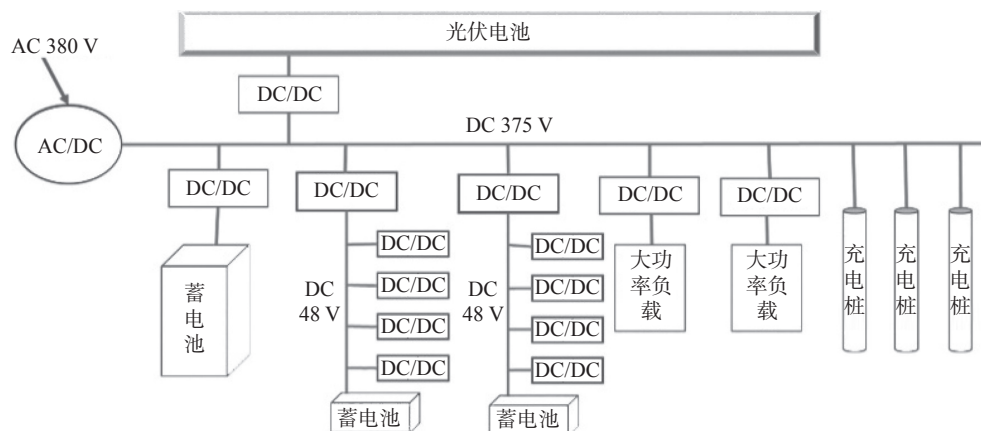 光伏电池
AC 380 V
DC/DC
AC/DC
DC 375 V
DC/DC
DC/DC
DC/DC
DC/DC
DC/DC
蓄
电
池
DC
48 V
DC/DC
DC/DC
DC/DC
DC/DC
蓄电池
DC
48 V
DC/DC
DC/DC
DC/DC
DC/DC
蓄电池
大功
率负
载
大功
率负
载
充
电
桩
充
电
桩
充
电
桩